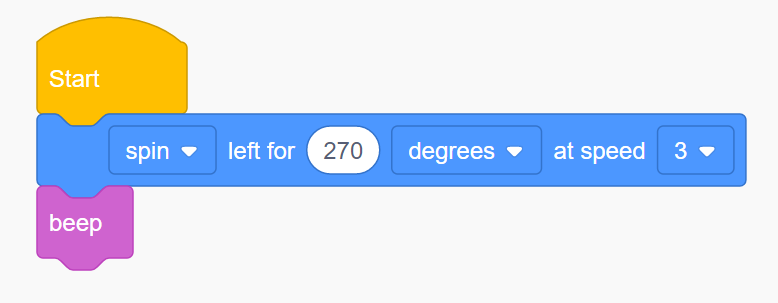 Start
spin left for 270 degrees at speed 3
beep